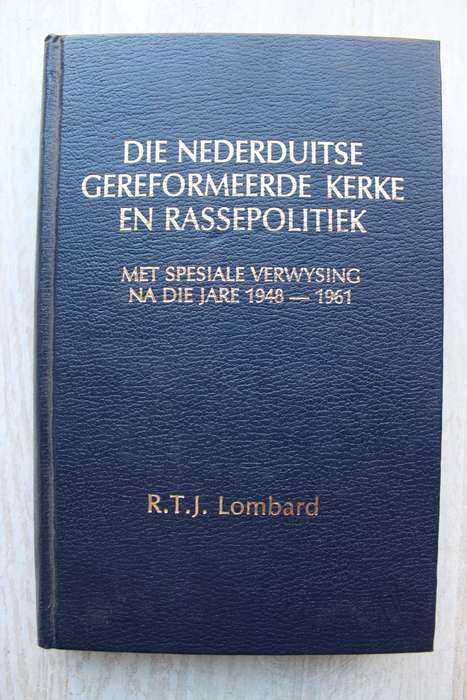 DIE NEDERDUITSE
GEREFORMEERDE KERKE
EN RASSEPOLITIEK
MET SPESIALE VERWYSING
NA DIE JARE 1948 — 1961
R.T.J. Lombard